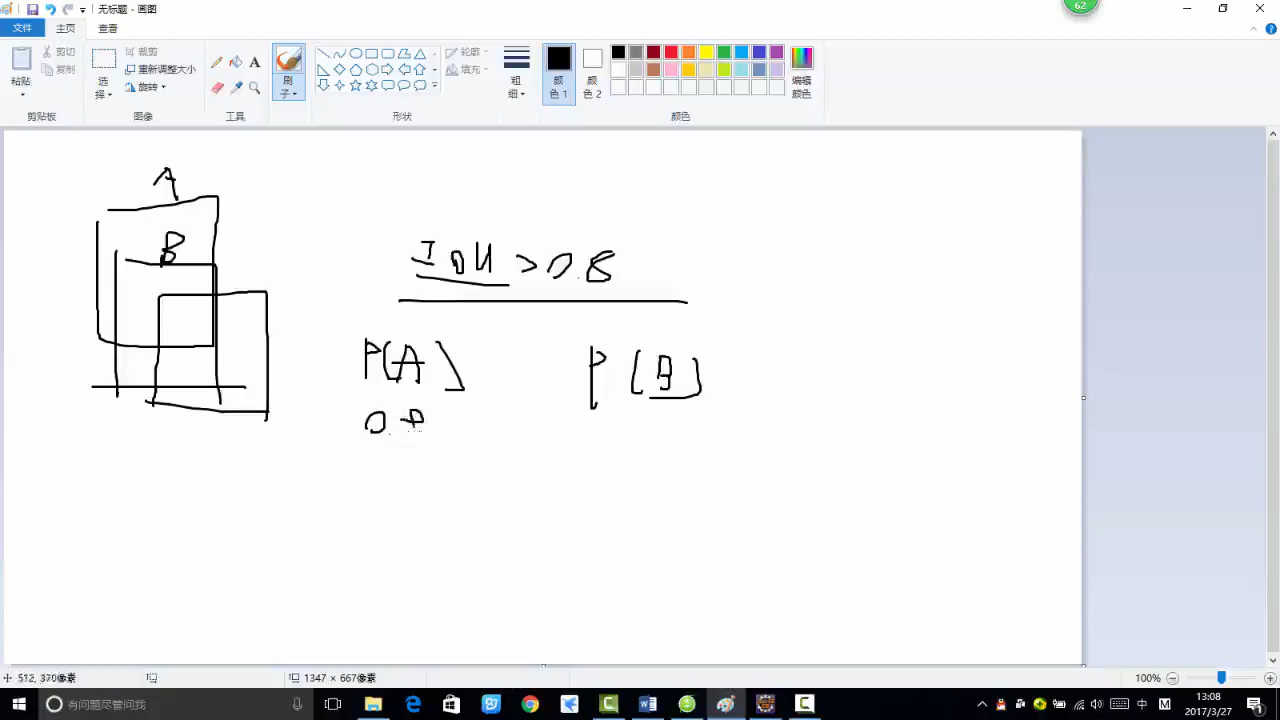 62
无标题 - 画图
文件 主页 查看
粘贴 剪切 复制
选择 裁剪 重新调整大小 旋转
刷子
轮廓 填充
粗细
颜色 1
颜色 2
编辑颜色
剪贴板 图像 工具 形状 颜色
A
B
IOU >0.8
P(A) P(B)
0.
512, 370像素 1347 × 667像素 100%
有问题尽管问我
中 M 13:08
2017/3/27